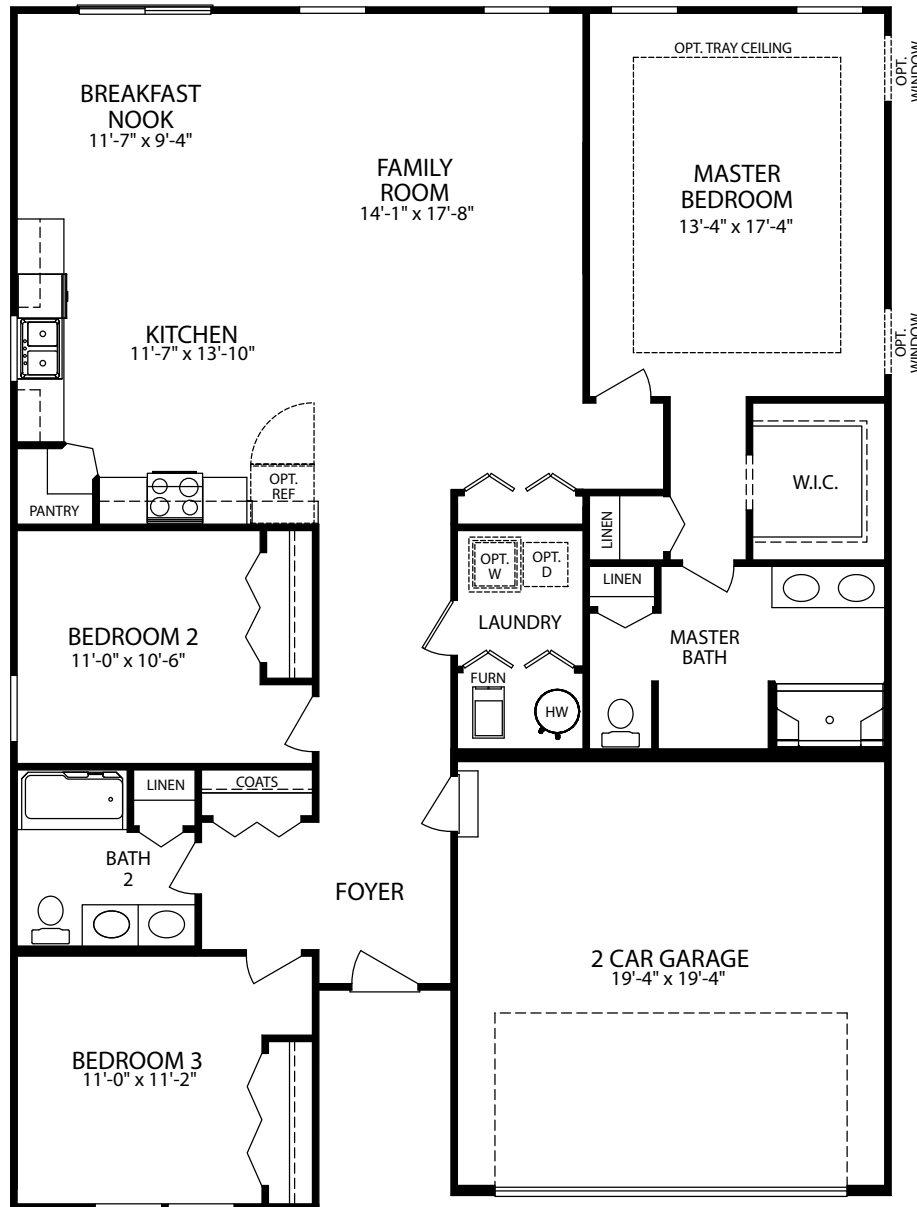 OPT. TRAY CEILING
OPT.
WINDOW
BREAKFAST
NOOK
11'-7" x 9'-4"
FAMILY
ROOM
14'-1" x 17'-8"
MASTER
BEDROOM
13'-4" x 17'-4"
KITCHEN
11'-7" x 13'-10"
OPT.
WINDOW
PANTRY
OPT.
REF
W.I.C.
LINEN
OPT.
W
OPT.
D
LINEN
LAUNDRY
BEDROOM 2
11'-0" x 10'-6"
MASTER
BATH
FURN
HW
LINEN
COATS
BATH
2
FOYER
2 CAR GARAGE
19'-4" x 19'-4"
BEDROOM 3
11'-0" x 11'-2"